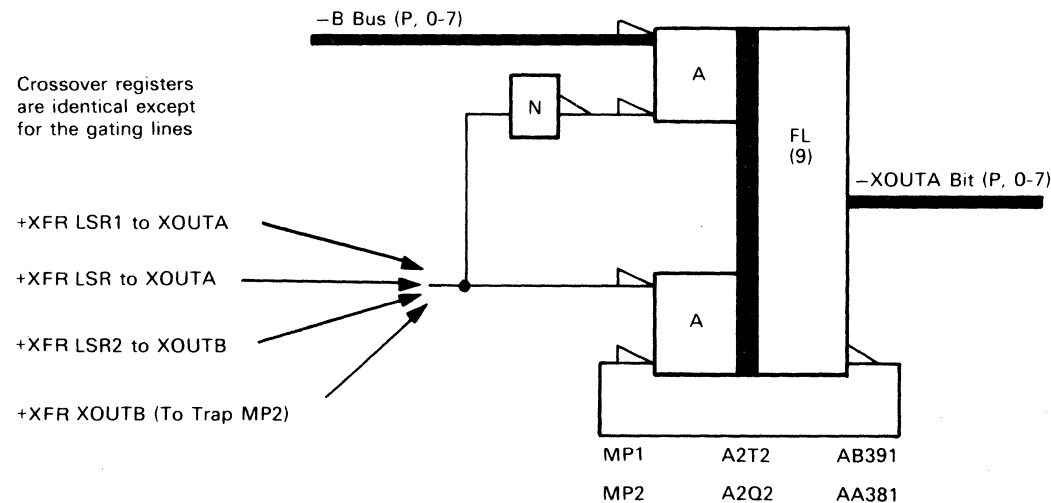 −B Bus (P, 0-7)
Crossover registers
are identical except
for the gating lines
A
N
FL
(9)
−XOUTA Bit (P, 0-7)
+XFR LSR1 to XOUTA
+XFR LSR to XOUTA
A
+XFR LSR2 to XOUTB
+XFR XOUTB (To Trap MP2)
MP1 A2T2 AB391
MP2 A2Q2 AA381